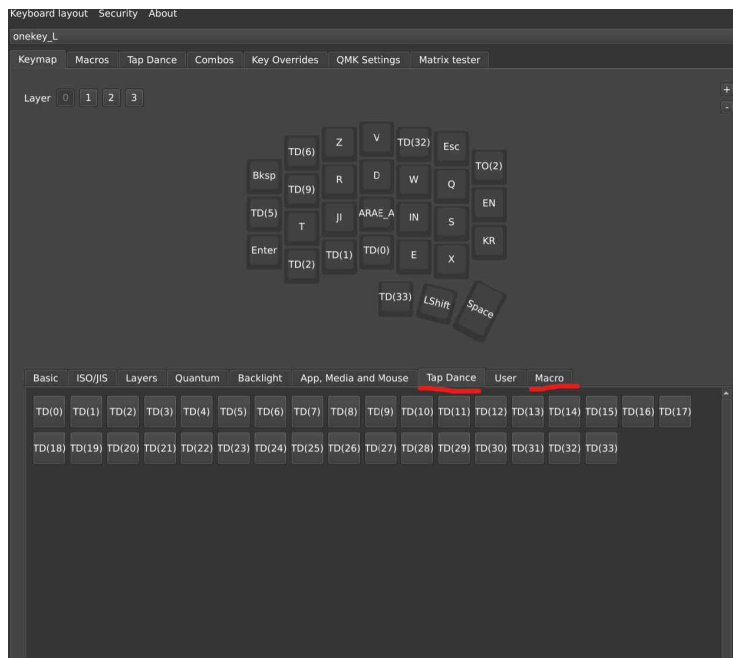 Keyboard layout Security About
onekey_L
Keymap Macros Tap Dance Combos Key Overrides QMK Settings Matrix tester
+
Layer 0 1 2 3
-
Z V TD(32) Esc
TD(6)
TO(2)
Bksp R D W Q
TD(9)
EN
TD(5) JI ARAE_A IN S
T
KR
Enter TD(1) TD(0) E X
TD(2)
TD(33) LShift Space
Basic ISO/JIS Layers Quantum Backlight App, Media and Mouse Tap Dance User Macro
TD(0) TD(1) TD(2) TD(3) TD(4) TD(5) TD(6) TD(7) TD(8) TD(9) TD(10) TD(11) TD(12) TD(13) TD(14) TD(15) TD(16) TD(17)
TD(18) TD(19) TD(20) TD(21) TD(22) TD(23) TD(24) TD(25) TD(26) TD(27) TD(28) TD(29) TD(30) TD(31) TD(32) TD(33)